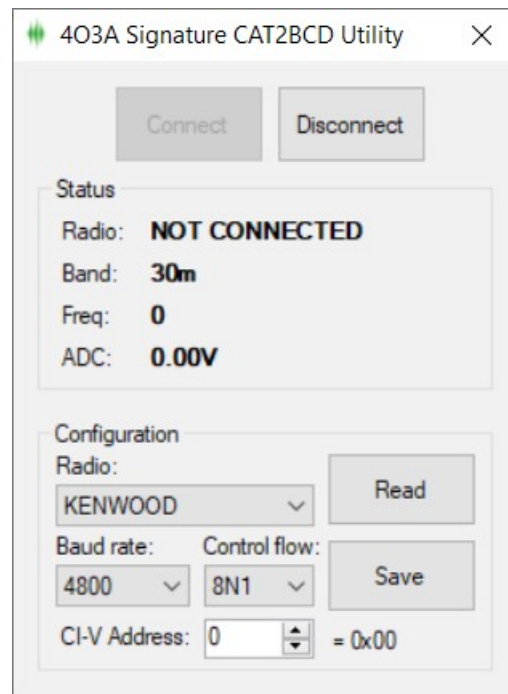 4O3A Signature CAT2BCD Utility
Connect Disconnect
Status
Radio: NOT CONNECTED
Band: 30m
Freq: 0
ADC: 0.00V
Configuration
Radio:
KENWOOD
Read
Baud rate: Control flow:
4800 8N1
Save
CI-V Address: 0 = 0x00